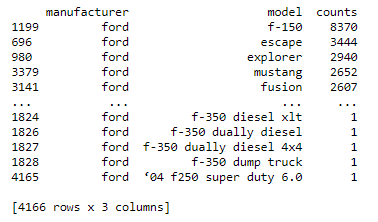 manufacturer model counts
1199 ford f-150 8370
696 ford escape 3444
980 ford explorer 2940
3379 ford mustang 2652
3141 ford fusion 2607
... ... ... ...
1824 ford f-350 diesel xlt 1
1826 ford f-350 dually diesel 1
1827 ford f-350 dually diesel 4x4 1
1828 ford f-350 dump truck 1
4165 ford ‘04 f250 super duty 6.0 1
[4166 rows x 3 columns]